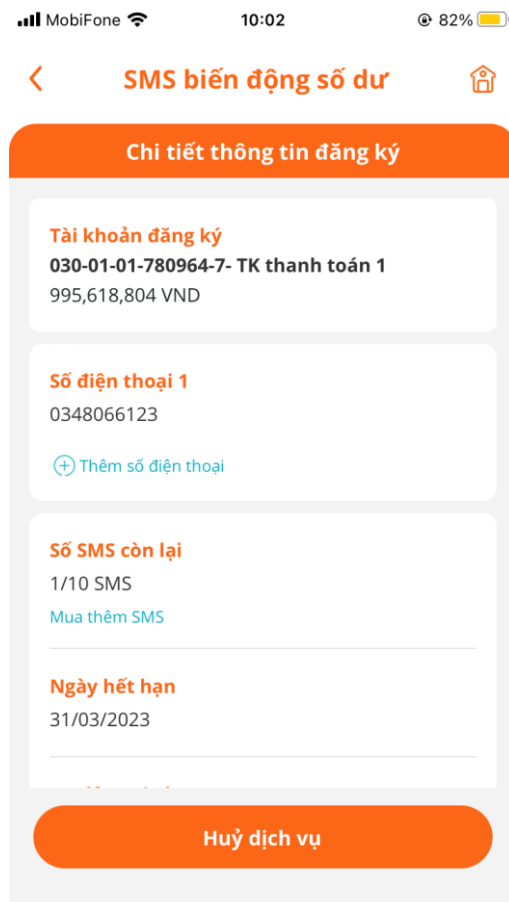 MobiFone 10:02 82%
SMS biến động số dư
Chi tiết thông tin đăng ký
Tài khoản đăng ký
030-01-01-780964-7- TK thanh toán 1
995,618,804 VND
Số điện thoại 1
0348066123
Thêm số điện thoại
Số SMS còn lại
1/10 SMS
Mua thêm SMS
Ngày hết hạn
31/03/2023
Huỷ dịch vụ